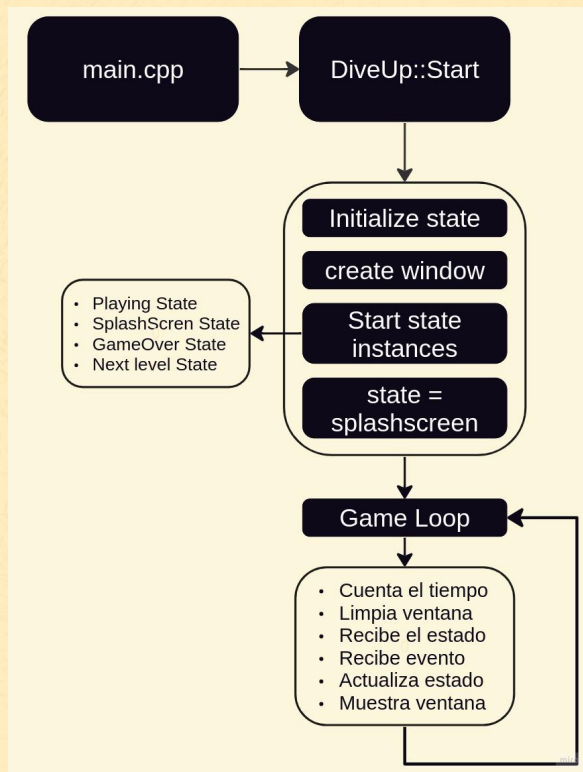 main.cpp
DiveUp::Start
Initialize state
create window
Start state
instances
state =
splashscreen
• Playing State
• SplashScren State
• GameOver State
• Next level State
Game Loop
• Cuenta el tiempo
• Limpia ventana
• Recibe el estado
• Recibe evento
• Actualiza estado
• Muestra ventana
miro